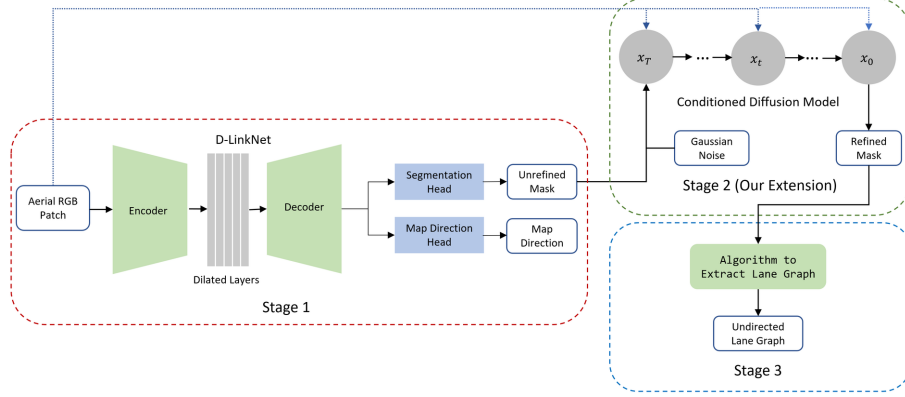 D-LinkNet
Aerial RGB
Patch
Encoder
Dilated Layers
Decoder
Segmentation
Head
Map Direction
Head
Unrefined
Mask
Map
Direction
Stage 1
x_T
...
x_t
...
x_0
Conditioned Diffusion Model
Gaussian
Noise
Refined
Mask
Stage 2 (Our Extension)
Algorithm to
Extract Lane Graph
Undirected
Lane Graph
Stage 3